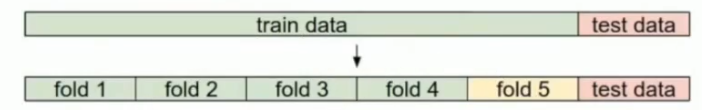 train data test data
fold 1 fold 2 fold 3 fold 4 fold 5 test data